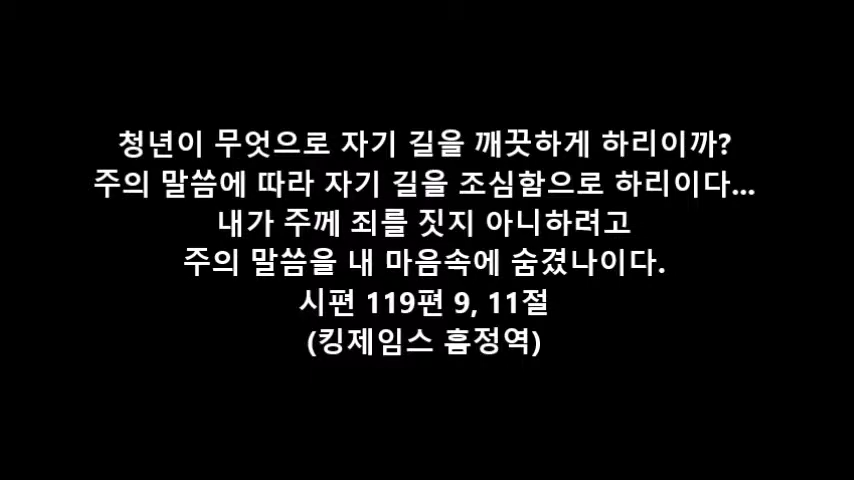 청년이 무엇으로 자기 길을 깨끗하게 하리이까?
주의 말씀에 따라 자기 길을 조심함으로 하리이다...
내가 주께 죄를 짓지 아니하려고
주의 말씀을 내 마음속에 숨겼나이다.
시편 119편 9, 11절
(킹제임스 흠정역)